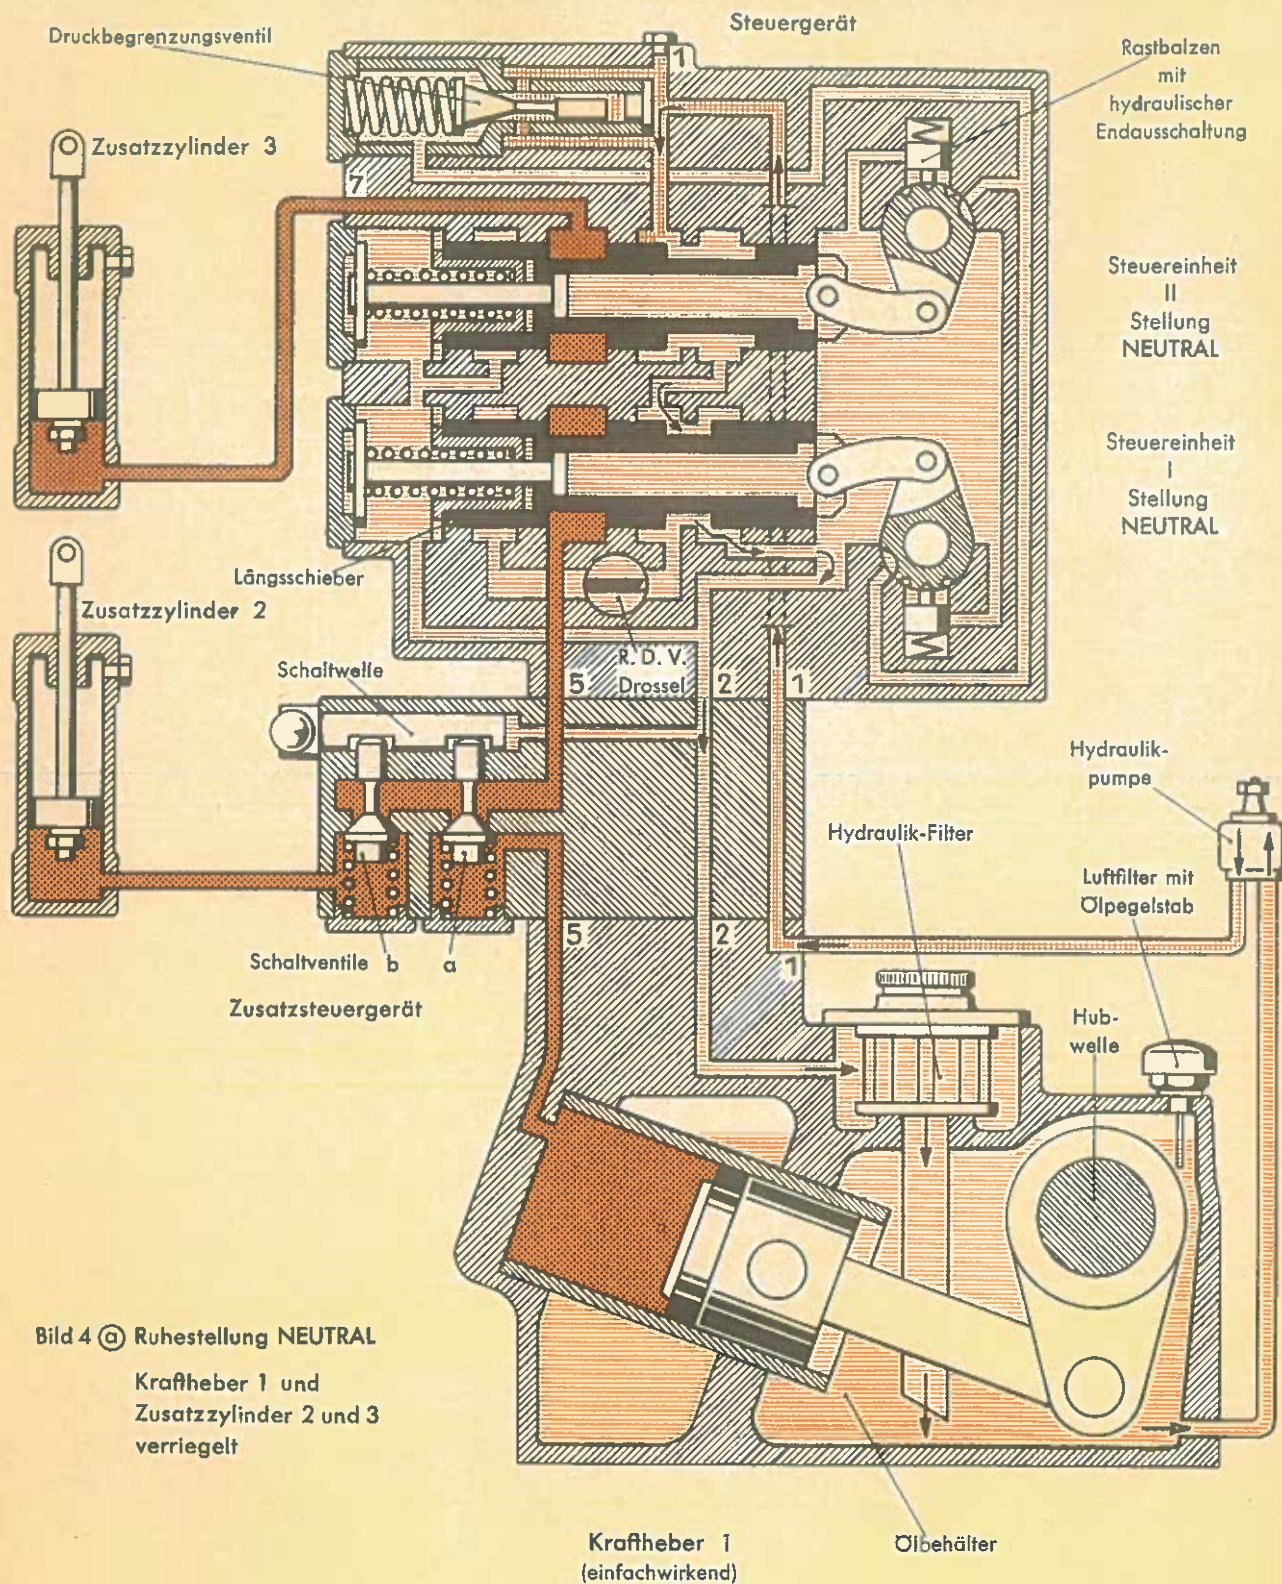 Steuergerät
Druckbegrenzungsventil
1
Rastbalzen
mit
hydraulischer
Endausschaltung
Zusatzzylinder 3
7
Steuereinheit
II
Stellung
NEUTRAL
Steuereinheit
I
Stellung
NEUTRAL
Längsschieber
Zusatzzylinder 2
Schaltwelle
R. D. V.
Drossel
5
2
1
Hydraulik-
pumpe
Hydraulik-Filter
Luftfilter mit
Ölpegelstab
5
2
1
Schaltventile b a
Zusatzsteuergerät
Hub-
welle
Bild 4 ⓐ Ruhestellung NEUTRAL
Kraftheber 1 und
Zusatzzylinder 2 und 3
verriegelt
Kraftheber 1
(einfachwirkend)
Ölbehälter